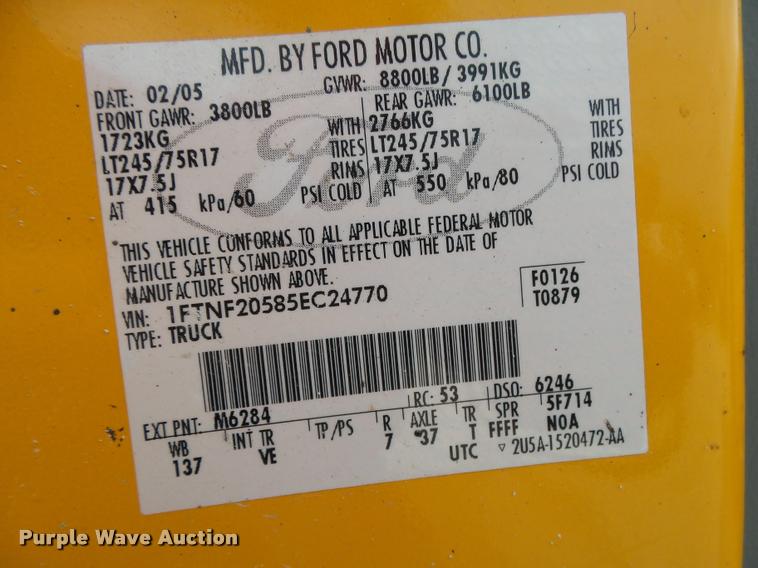 MFD. BY FORD MOTOR CO.
DATE: 02/05 GVWR: 8800LB/ 3991KG
FRONT GAWR: 3800LB REAR GAWR: 6100LB
1723KG WITH 2766KG WITH
LT245/75R17 TIRES LT245/75R17 TIRES
17X7.5J RIMS 17X7.5J RIMS
AT 415 kPa/60 PSI COLD AT 550 kPa/80 PSI COLD
Ford
THIS VEHICLE CONFORMS TO ALL APPLICABLE FEDERAL MOTOR
VEHICLE SAFETY STANDARDS IN EFFECT ON THE DATE OF
MANUFACTURE SHOWN ABOVE.
VIN: 1FTNF20585EC24770 F0126
TYPE: TRUCK T0879
EXT PNT: M6284 RC: 53 DSO: 6246
WB INT TR TP/PS R AXLE TR SPR 5F714
137 VE 7 37 T FFFF N0A
UTC ▽ 2U5A-1520472-AA
Purple Wave Auction